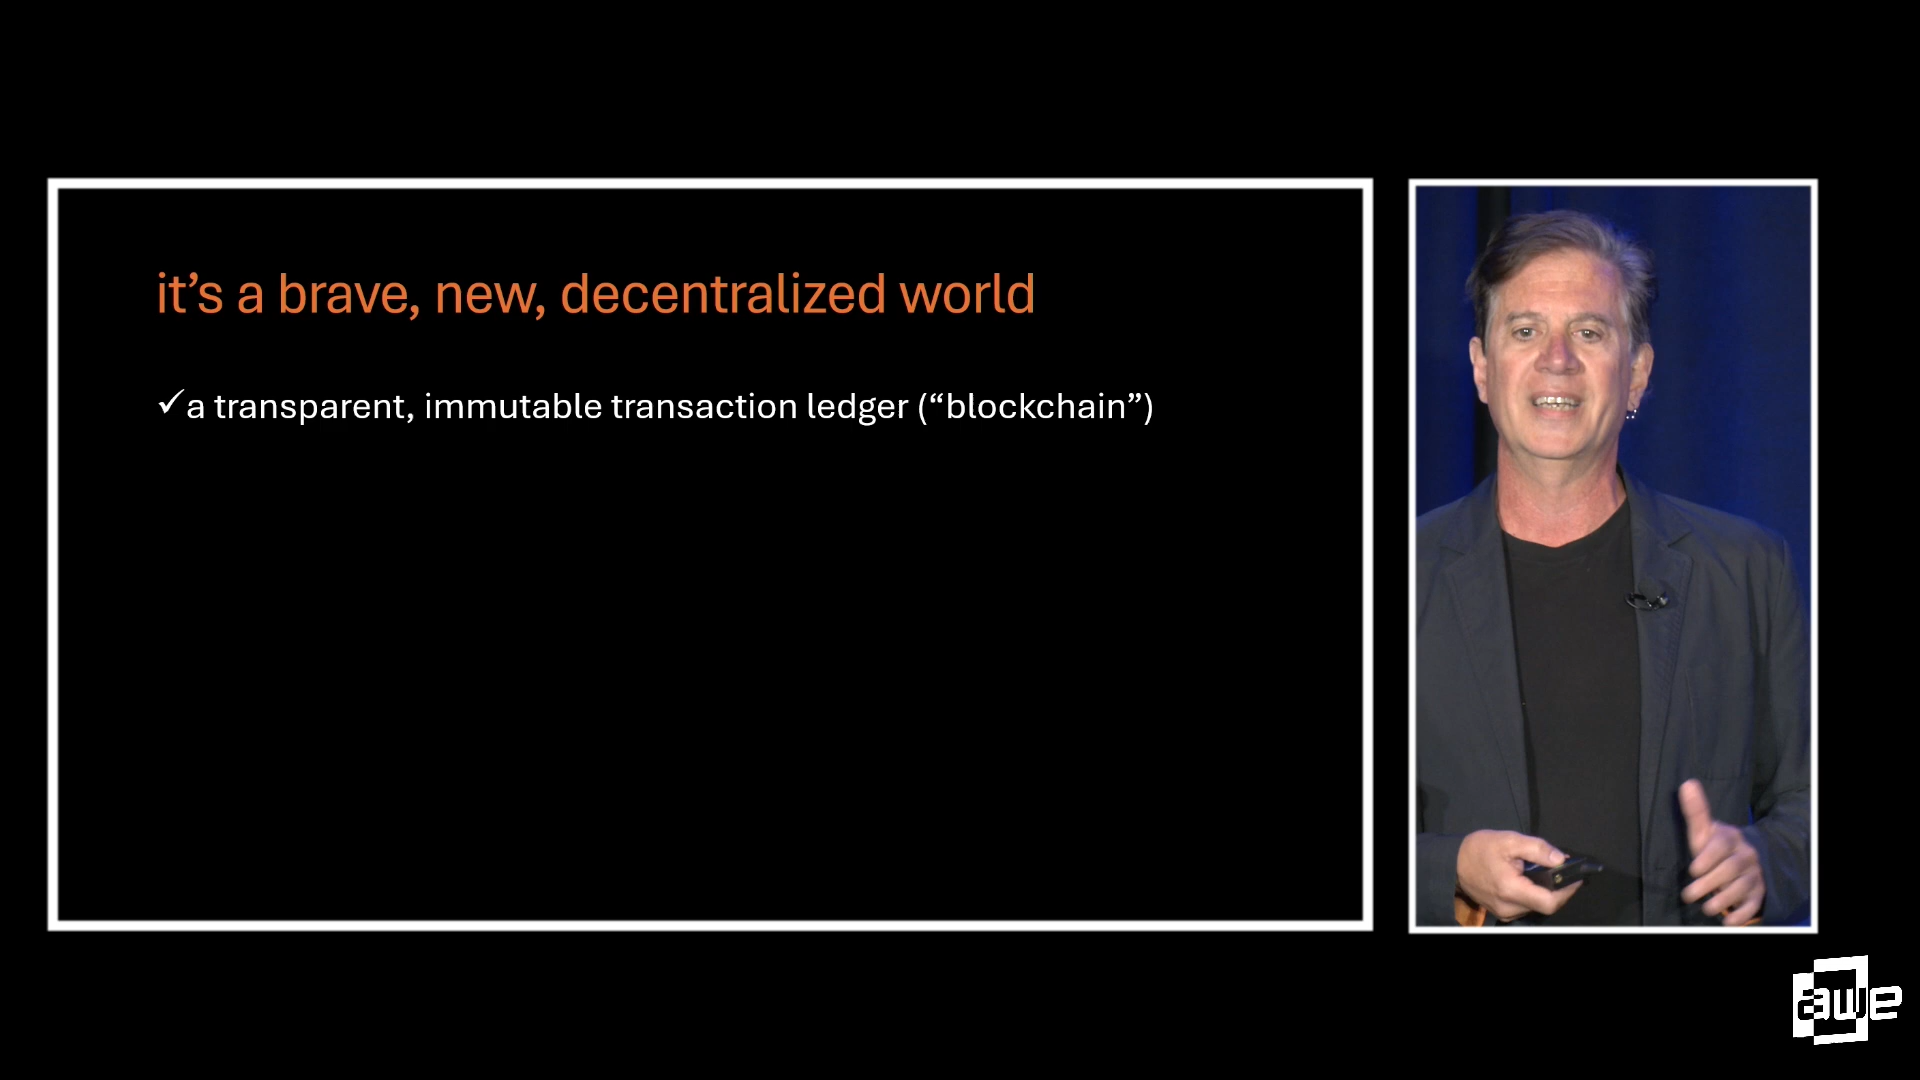 it’s a brave, new, decentralized world
✓a transparent, immutable transaction ledger (“blockchain”)
awe